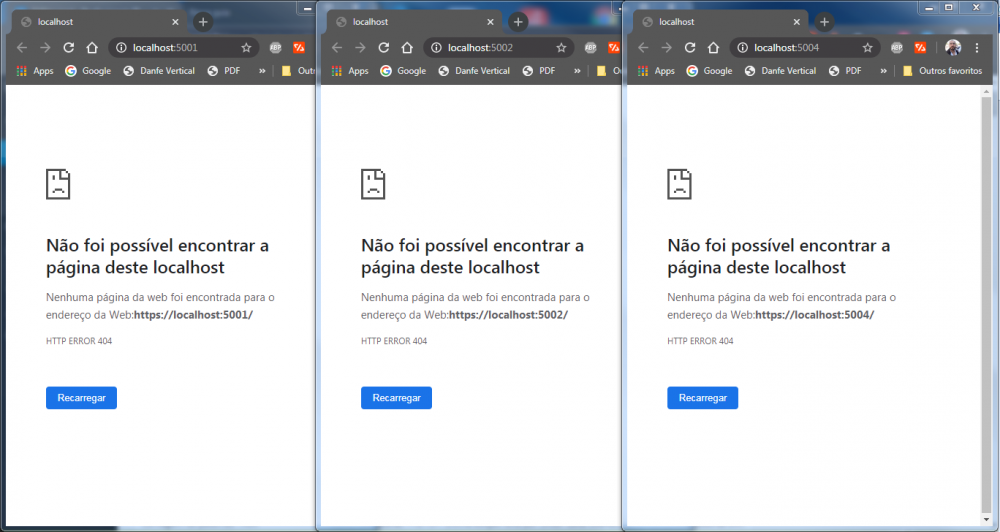 localhost
localhost:5001
Apps Google Danfe Vertical PDF » Outs
Não foi possível encontrar a
página deste localhost
Nenhuma página da web foi encontrada para o
endereço da Web:https://localhost:5001/
HTTP ERROR 404
Recarregar
localhost
localhost:5002
Apps Google Danfe Vertical PDF » Ou
Não foi possível encontrar a
página deste localhost
Nenhuma página da web foi encontrada para o
endereço da Web:https://localhost:5002/
HTTP ERROR 404
Recarregar
localhost
localhost:5004
ABP
Apps Google Danfe Vertical PDF » Outros favoritos
Não foi possível encontrar a
página deste localhost
Nenhuma página da web foi encontrada para o
endereço da Web:https://localhost:5004/
HTTP ERROR 404
Recarregar